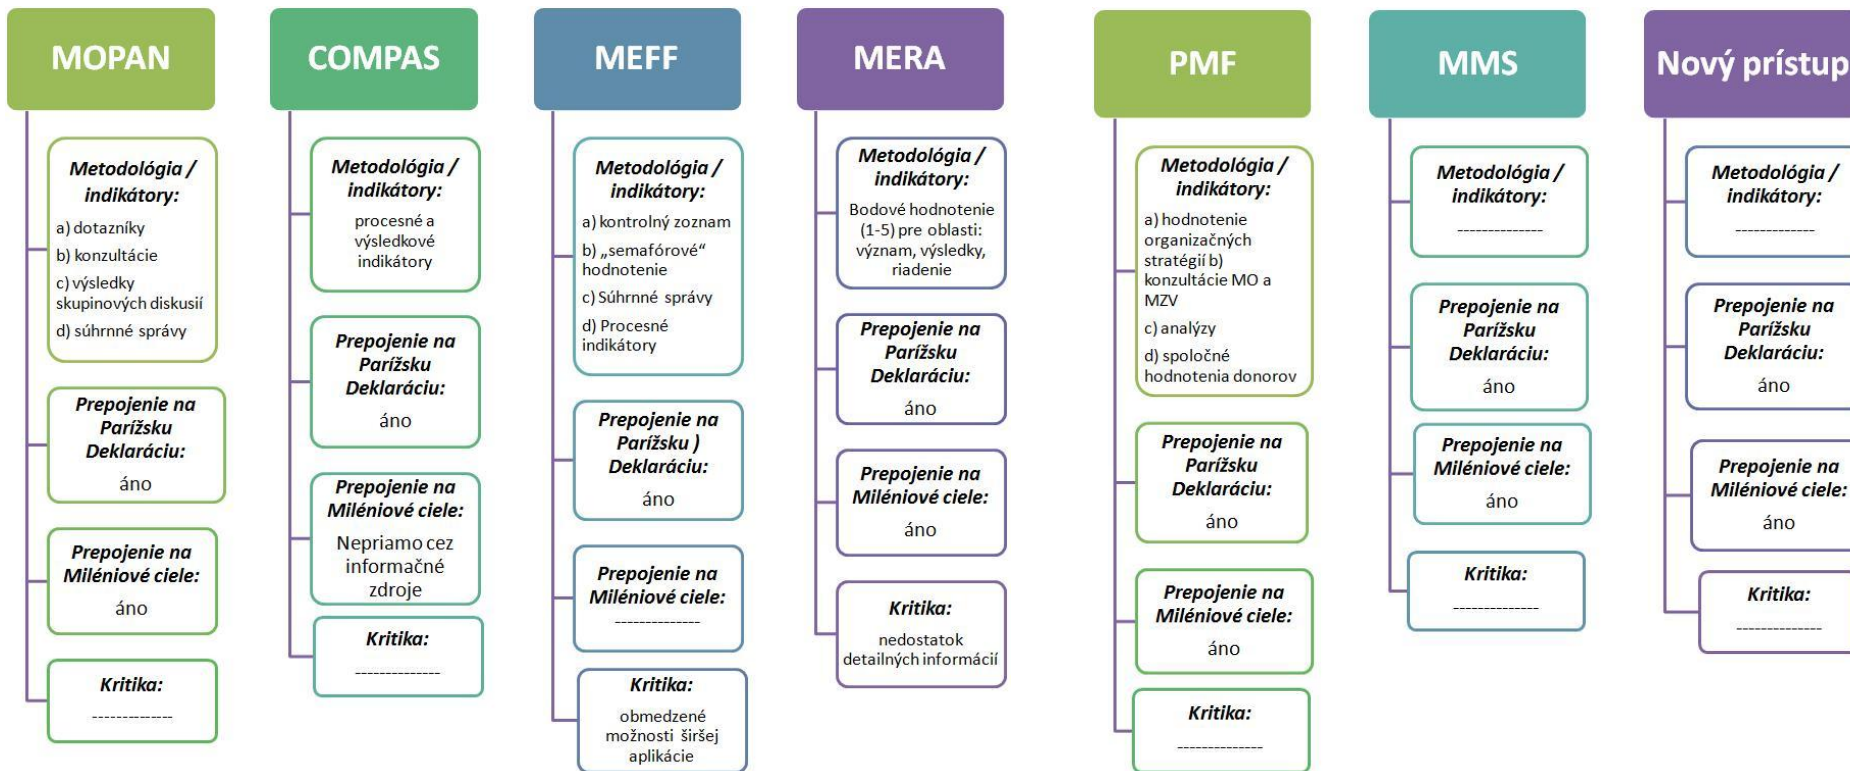 MOPAN
Metodológia /
indikátory:
a) dotazníky
b) konzultácie
c) výsledky
skupinových diskusií
d) súhrnné správy
Prepojenie na
Parížsku
Deklaráciu:
áno
Prepojenie na
Miléniové ciele:
áno
Kritika:
--------------
COMPAS
Metodológia /
indikátory:
procesné a
výsledkové
indikátory
Prepojenie na
Parížsku
Deklaráciu:
áno
Prepojenie na
Miléniové ciele:
Nepriamo cez
informačné
zdroje
Kritika:
--------------
MEFF
Metodológia /
indikátory:
a) kontrolný zoznam
b) „semafórové“
hodnotenie
c) Súhrnné správy
d) Procesné
indikátory
Prepojenie na
Parížsku )
Deklaráciu:
áno
Prepojenie na
Miléniové ciele:
--------------
Kritika:
obmedzené
možnosti širšej
aplikácie
MERA
Metodológia /
indikátory:
Bodové hodnotenie
(1-5) pre oblasti:
význam, výsledky,
riadenie
Prepojenie na
Parížsku
Deklaráciu:
áno
Prepojenie na
Miléniové ciele:
áno
Kritika:
nedostatok
detailných informácií
PMF
Metodológia /
indikátory:
a) hodnotenie
organizačných
stratégií b)
konzultácie MO a
MZV
c) analýzy
d) spoločné
hodnotenia donorov
Prepojenie na
Parížsku
Deklaráciu:
áno
Prepojenie na
Miléniové ciele:
áno
Kritika:
--------------
MMS
Metodológia /
indikátory:
--------------
Prepojenie na
Parížsku
Deklaráciu:
áno
Prepojenie na
Miléniové ciele:
áno
Kritika:
--------------
Nový prístup
Metodológia /
indikátory:
-------------
Prepojenie na
Parížsku
Deklaráciu:
áno
Prepojenie na
Miléniové ciele:
áno
Kritika:
--------------